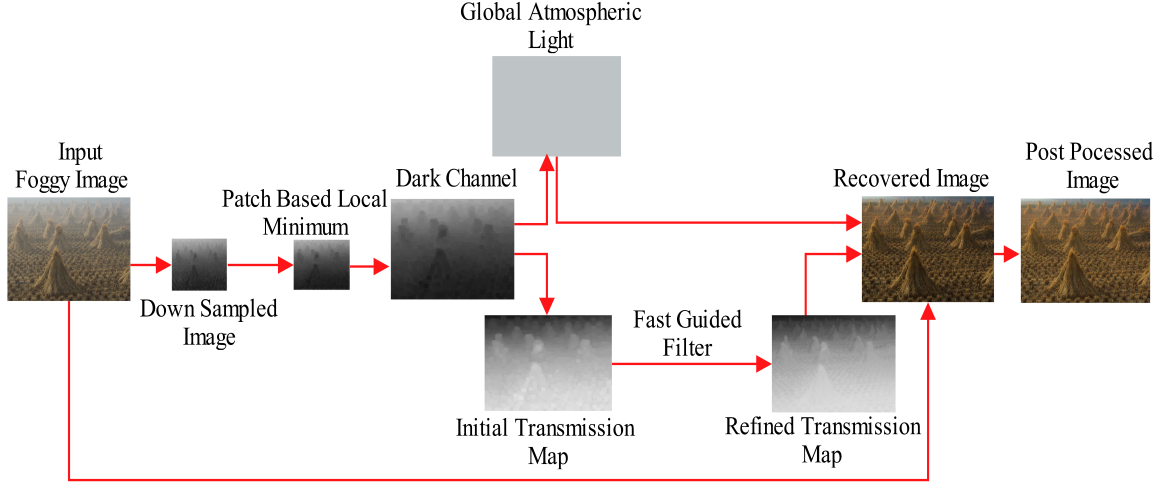 Global Atmospheric
Light
Input
Foggy Image
Patch Based Local
Minimum
Dark Channel
Recovered Image
Post Pocessed
Image
Down Sampled
Image
Fast Guided
Filter
Initial Transmission
Map
Refined Transmission
Map